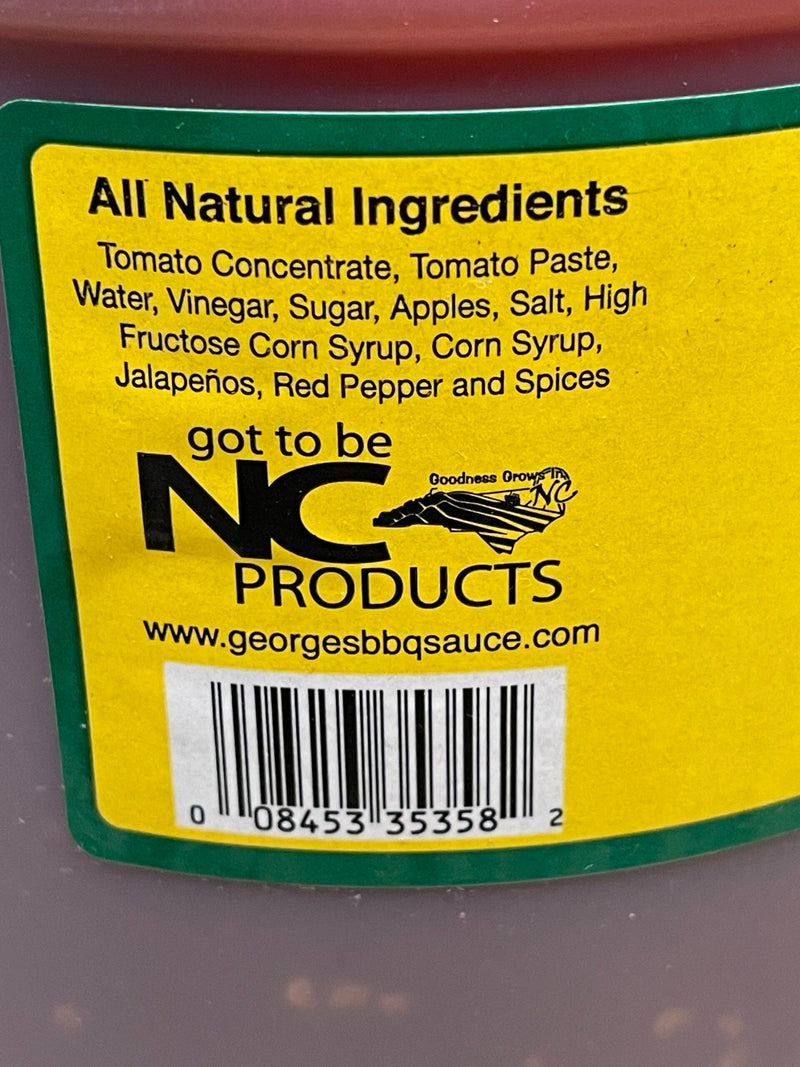 All Natural Ingredients
Tomato Concentrate, Tomato Paste,
Water, Vinegar, Sugar, Apples, Salt, High
Fructose Corn Syrup, Corn Syrup,
Jalapeños, Red Pepper and Spices
got to be
NC
Goodness Grows In
NC
PRODUCTS
www.georgesbbqsauce.com
0 08453 35358 2